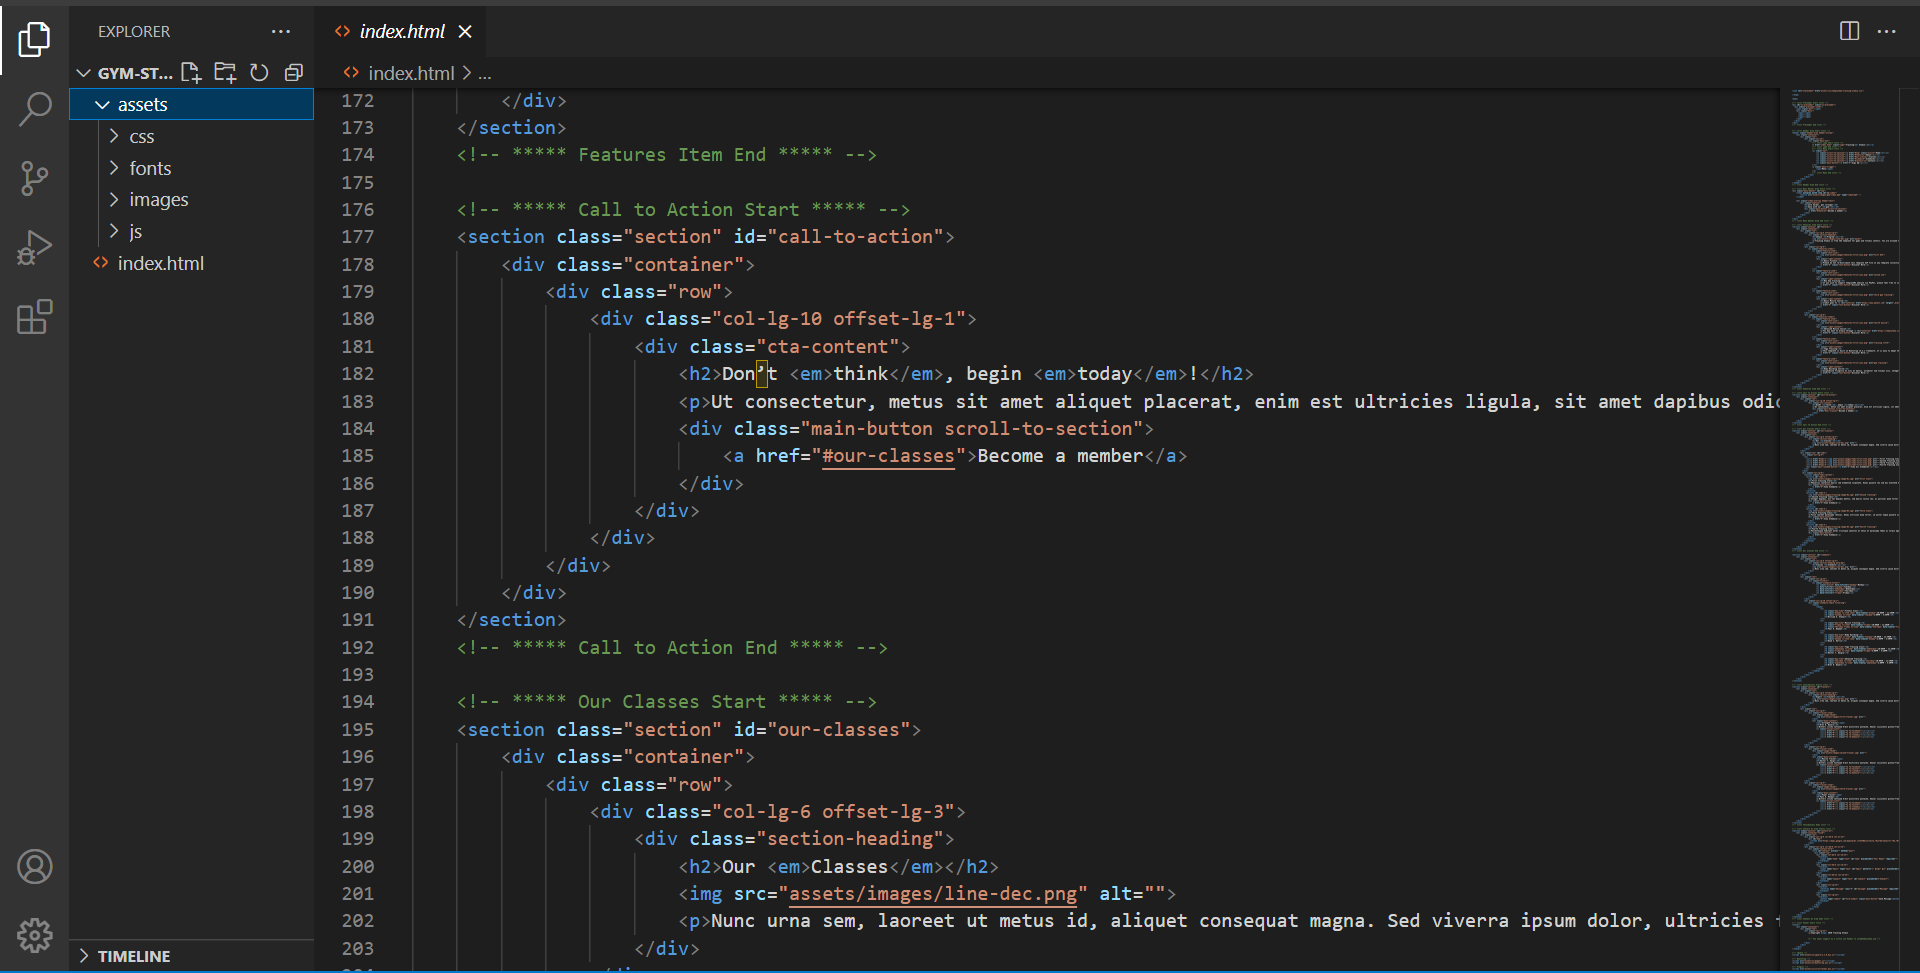 EXPLORER
index.html
GYM-ST...
index.html > ...
assets
css
fonts
images
js
index.html
TIMELINE
172 </div>
173 </section>
174 <!-- ***** Features Item End ***** -->
175
176 <!-- ***** Call to Action Start ***** -->
177 <section class="section" id="call-to-action">
178 <div class="container">
179 <div class="row">
180 <div class="col-lg-10 offset-lg-1">
181 <div class="cta-content">
182 <h2>Don’t <em>think</em>, begin <em>today</em>!</h2>
183 <p>Ut consectetur, metus sit amet aliquet placerat, enim est ultricies ligula, sit amet dapibus odio
184 <div class="main-button scroll-to-section">
185 <a href="#our-classes">Become a member</a>
186 </div>
187 </div>
188 </div>
189 </div>
190 </div>
191 </section>
192 <!-- ***** Call to Action End ***** -->
193
194 <!-- ***** Our Classes Start ***** -->
195 <section class="section" id="our-classes">
196 <div class="container">
197 <div class="row">
198 <div class="col-lg-6 offset-lg-3">
199 <div class="section-heading">
200 <h2>Our <em>Classes</em></h2>
201 <img src="assets/images/line-dec.png" alt="">
202 <p>Nunc urna sem, laoreet ut metus id, aliquet consequat magna. Sed viverra ipsum dolor, ultricies
203 </div>